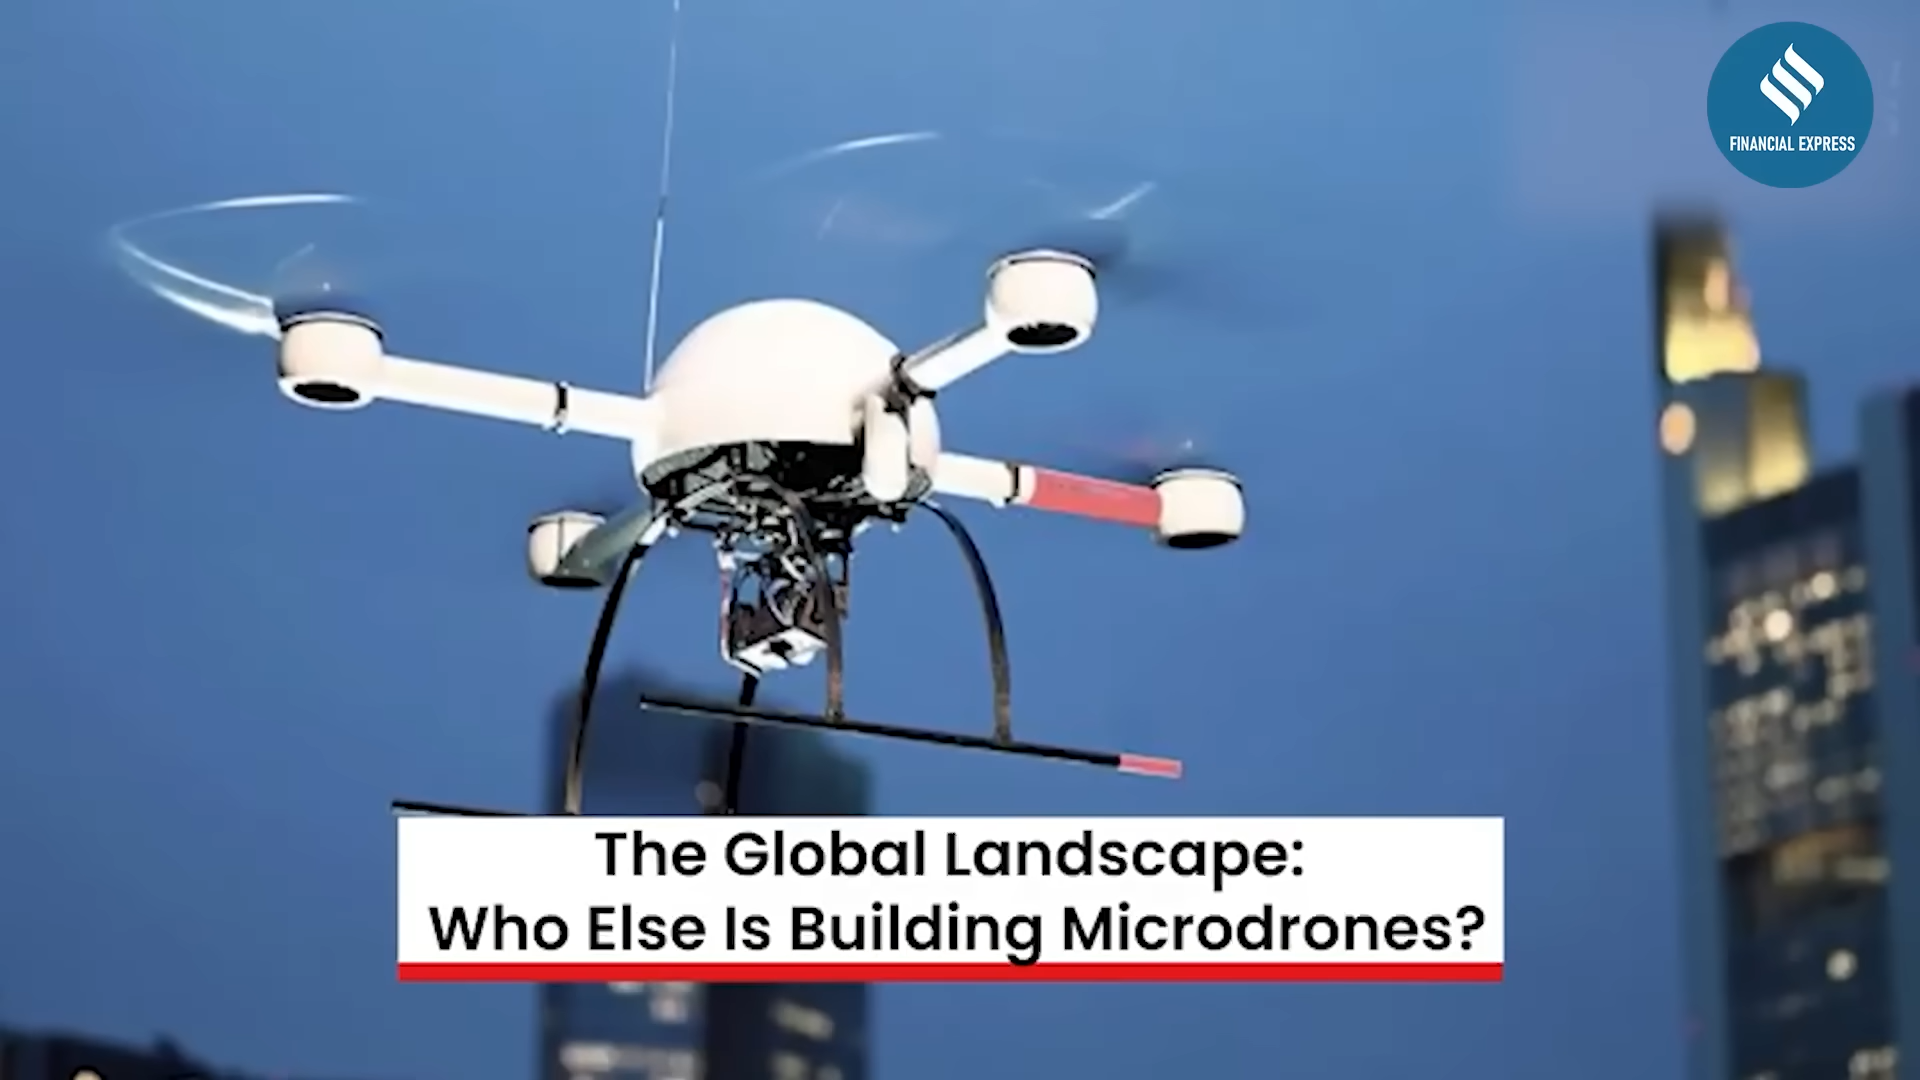 FINANCIAL EXPRESS
The Global Landscape:
Who Else Is Building Microdrones?